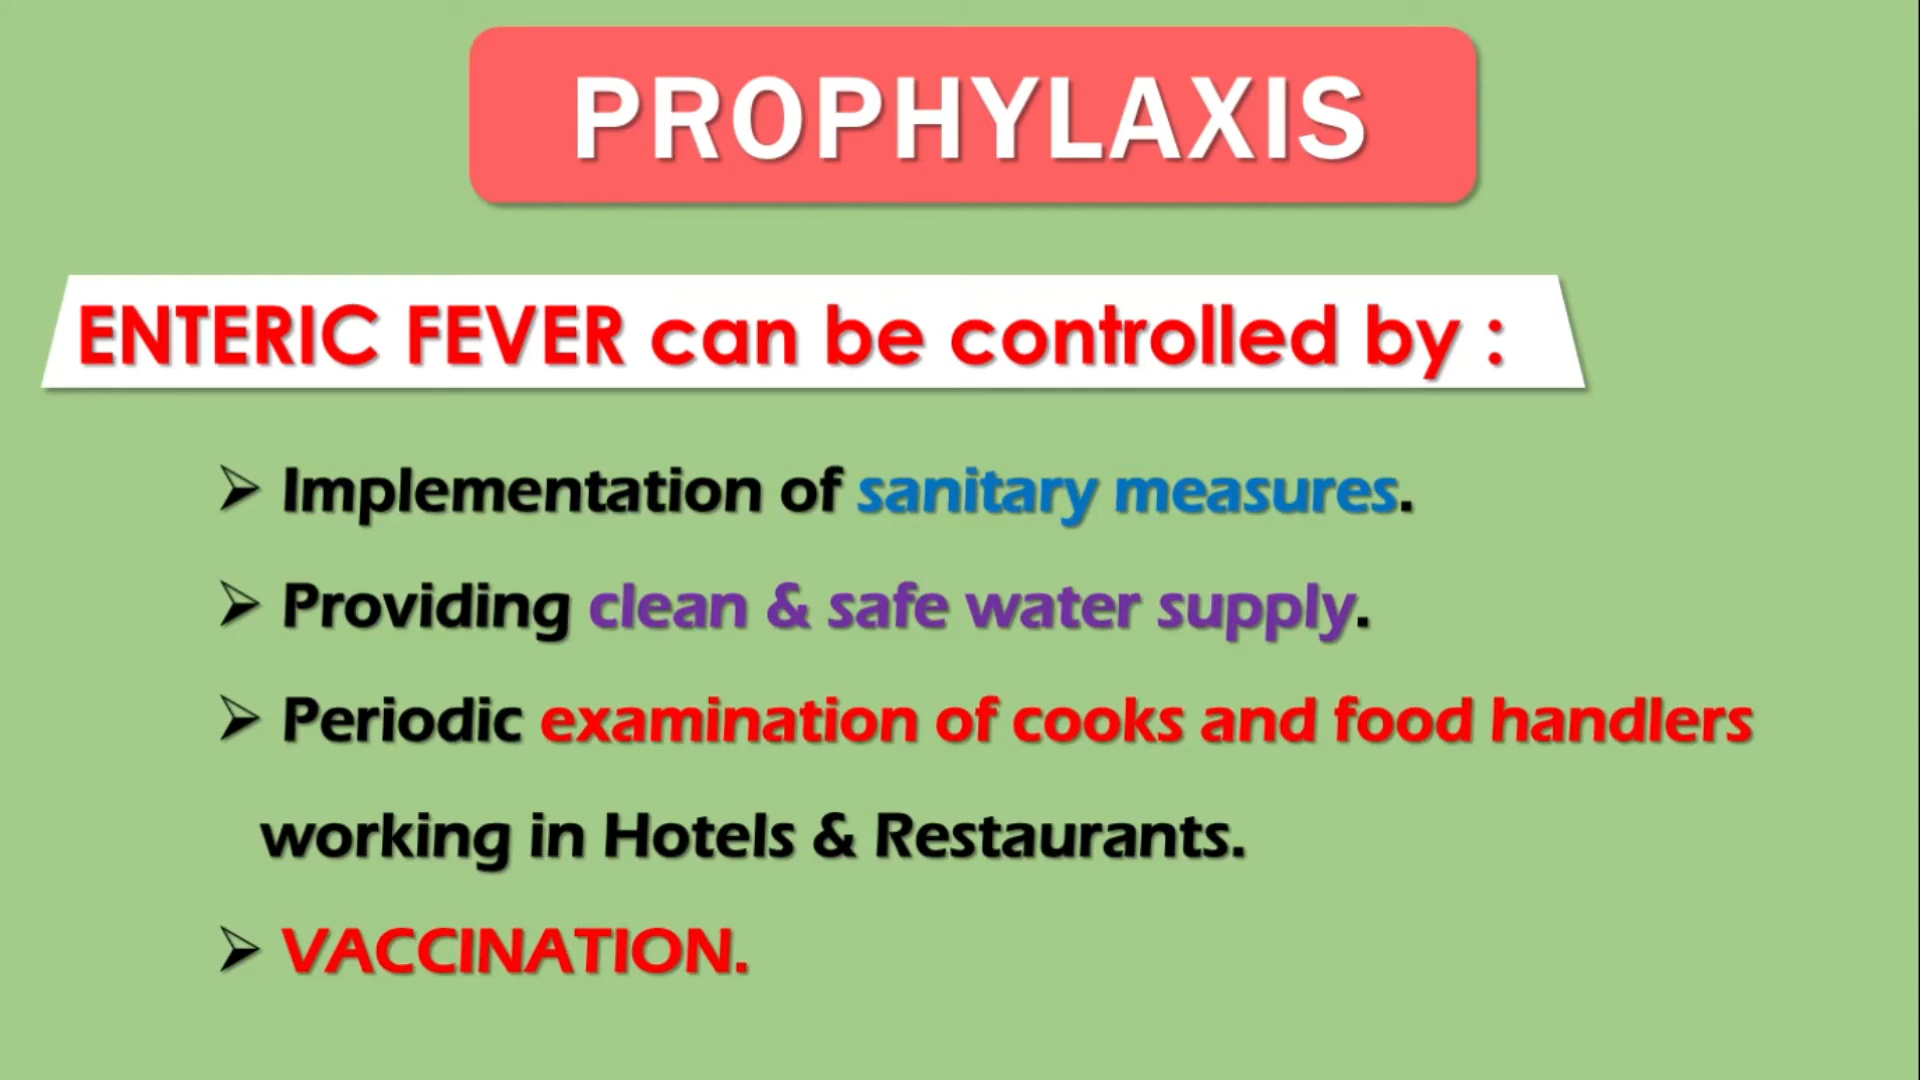 PROPHYLAXIS
ENTERIC FEVER can be controlled by :
➢ Implementation of sanitary measures.
➢ Providing clean & safe water supply.
➢ Periodic examination of cooks and food handlers
working in Hotels & Restaurants.
➢ VACCINATION.